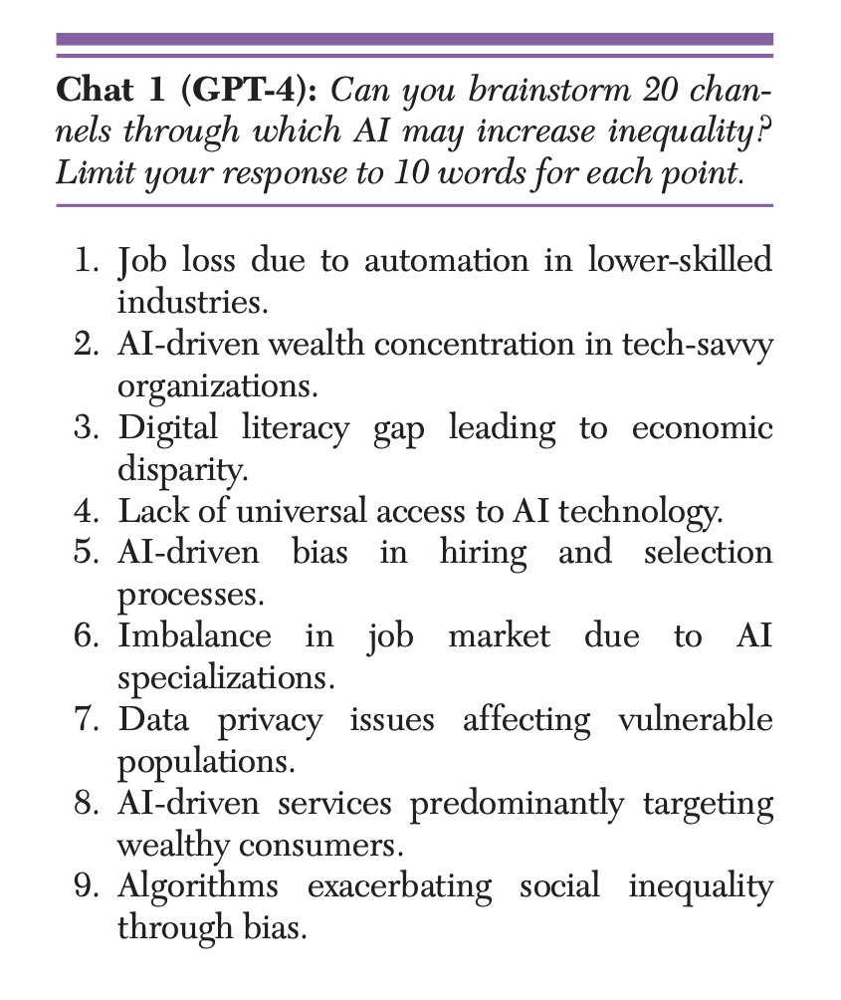 Chat 1 (GPT-4): Can you brainstorm 20 chan-
nels through which AI may increase inequality?
Limit your response to 10 words for each point.
1. Job loss due to automation in lower-skilled
industries.
2. AI-driven wealth concentration in tech-savvy
organizations.
3. Digital literacy gap leading to economic
disparity.
4. Lack of universal access to AI technology.
5. AI-driven bias in hiring and selection
processes.
6. Imbalance in job market due to AI
specializations.
7. Data privacy issues affecting vulnerable
populations.
8. AI-driven services predominantly targeting
wealthy consumers.
9. Algorithms exacerbating social inequality
through bias.